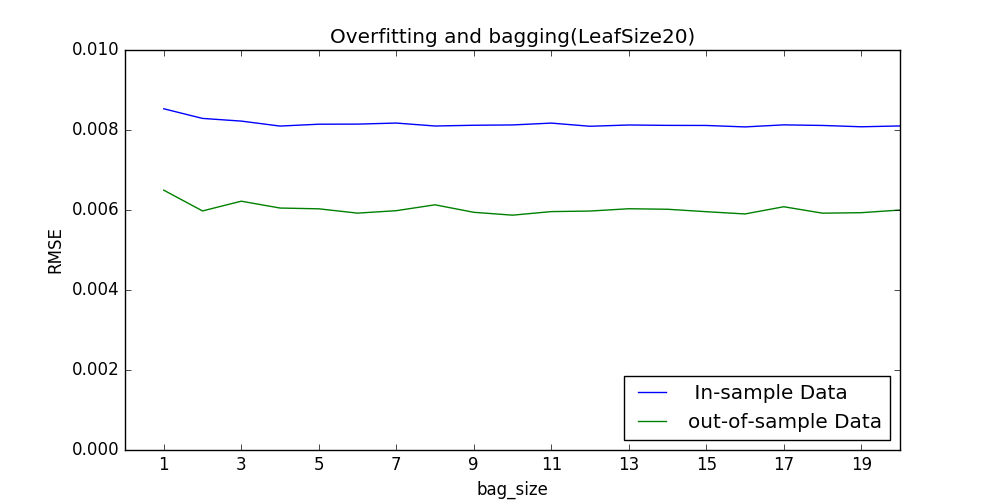 Overfitting and bagging(LeafSize20)
0.010
0.008
0.006
0.004
0.002
0.000
RMSE
In-sample Data
out-of-sample Data
1 3 5 7 9 11 13 15 17 19
bag_size